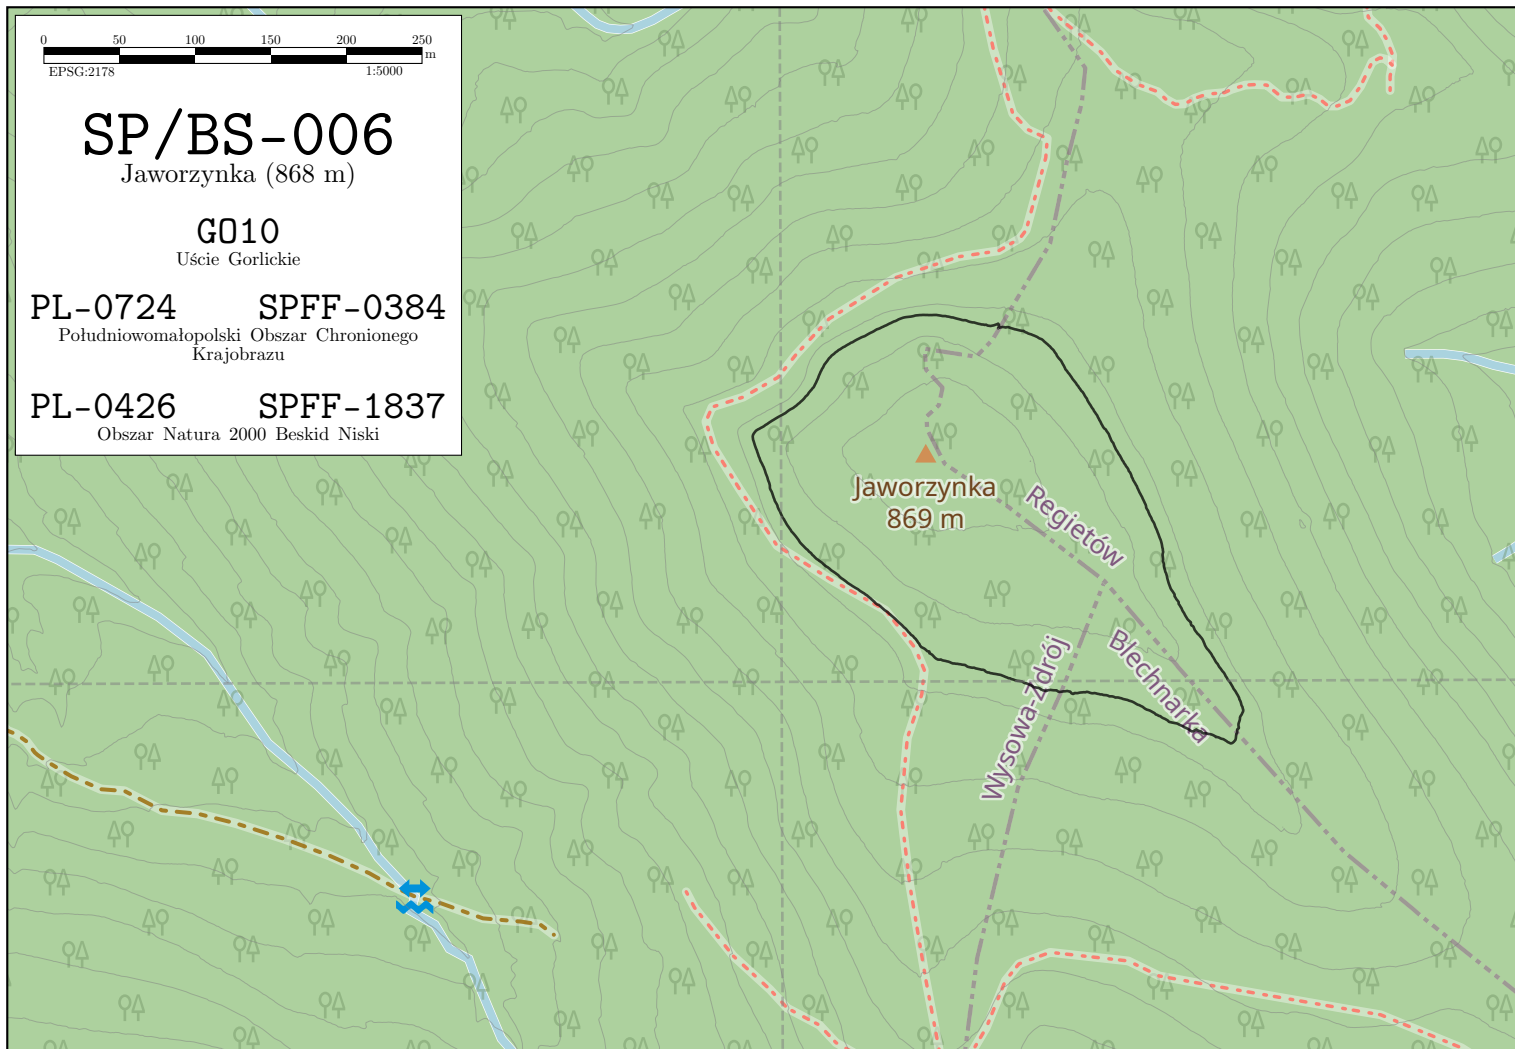 0 50 100 150 200 250
m
EPSG:2178 1:5000
SP/BS-006
Jaworzynka (868 m)
GO10
Uście Gorlickie
PL-0724 SPFF-0384
Południowomałopolski Obszar Chronionego
Krajobrazu
PL-0426 SPFF-1837
Obszar Natura 2000 Beskid Niski
Jaworzynka
869 m
Regietów
Blechnarka
Wysowa-Zdrój